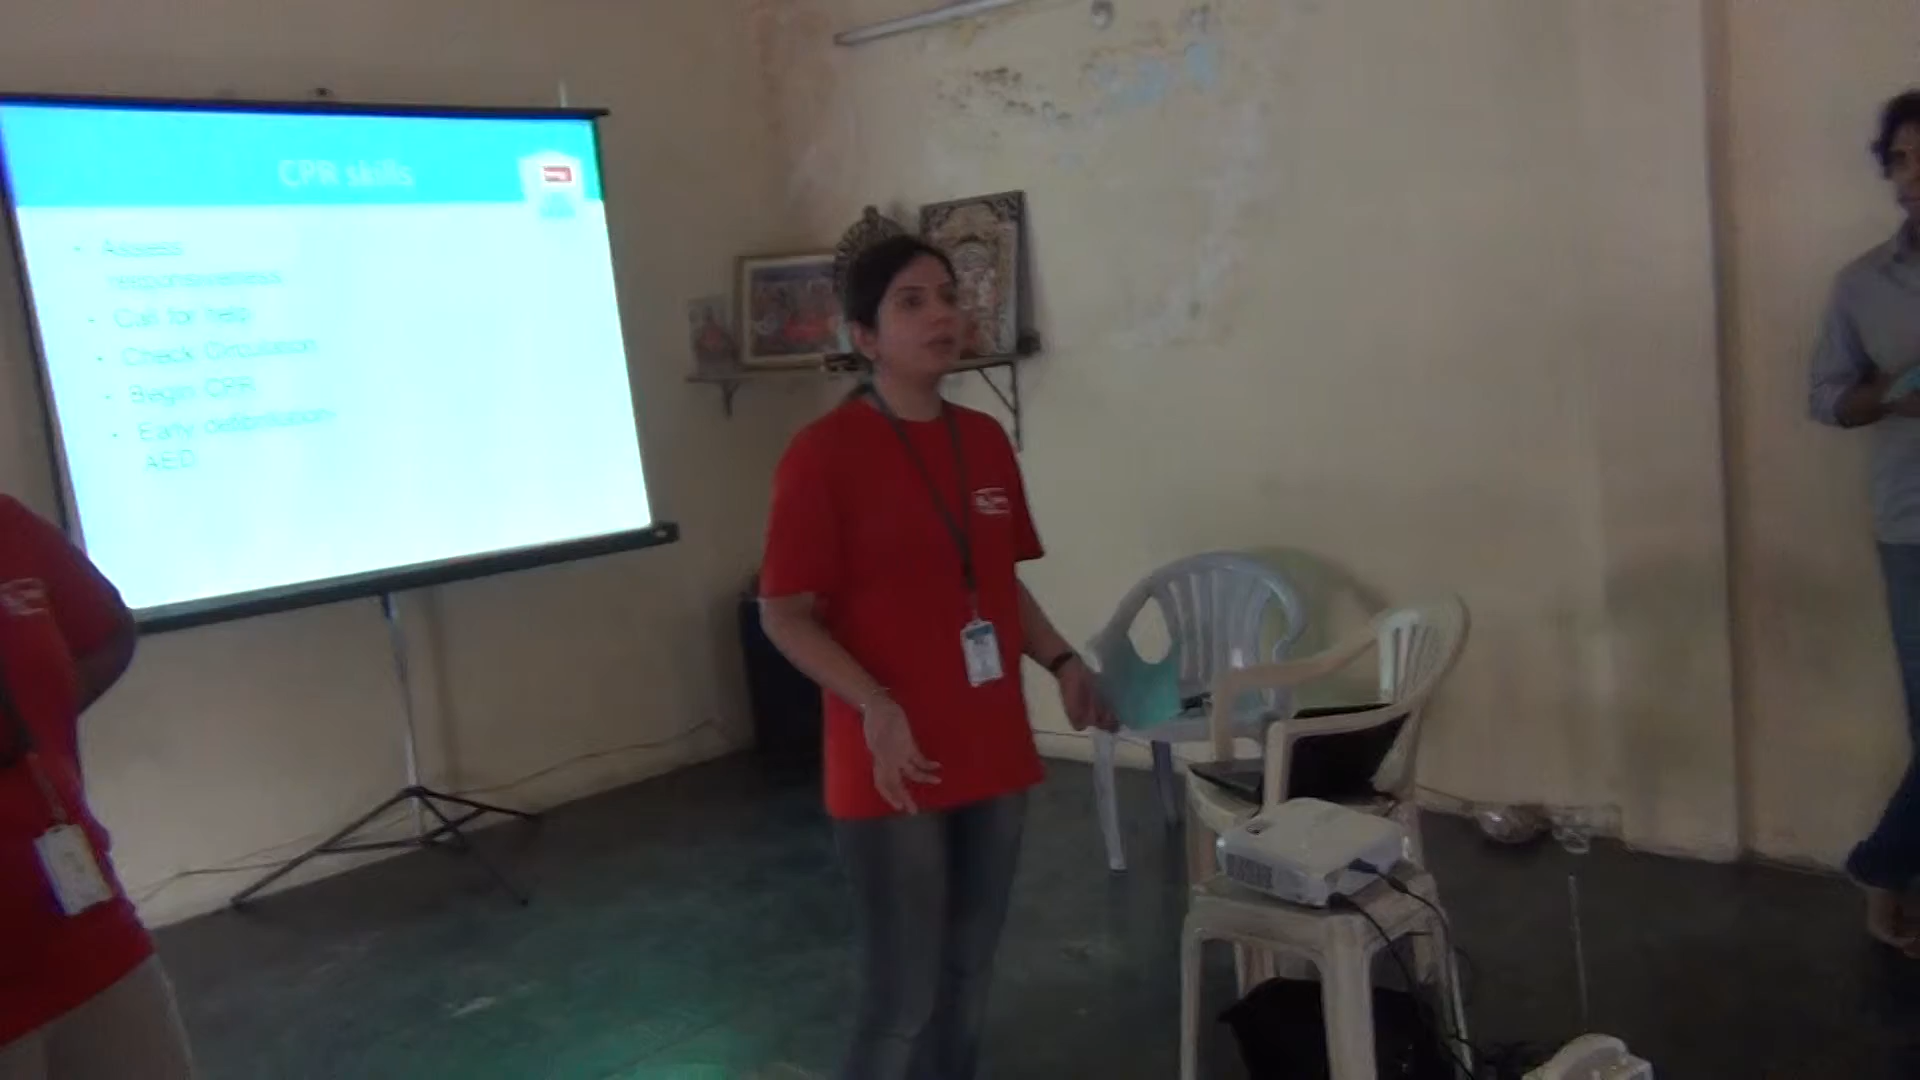 CPR skills
• Assess
responsiveness
• Call for help
• Check Circulation
• Begin CPR
• Early defibrillation-
AED